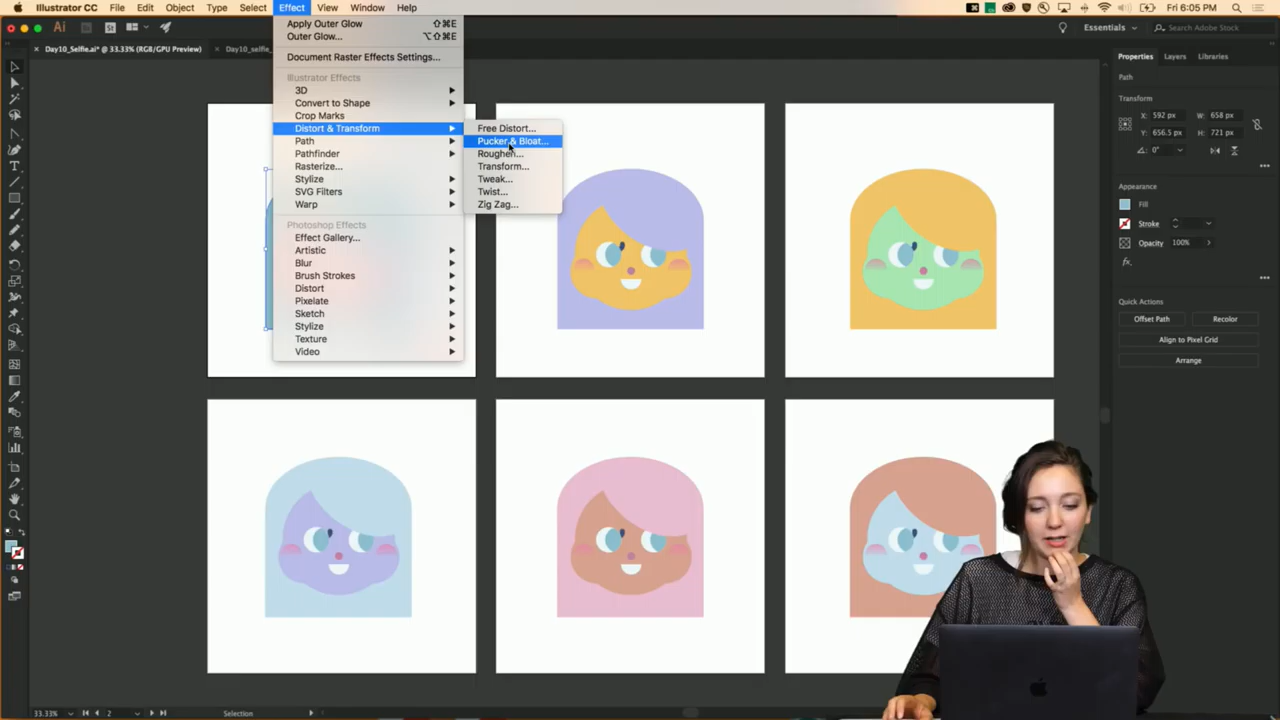 Illustrator CC File Edit Object Type Select Effect View Window Help Fri 6:05 PM
Ai Essentials Search Adobe Stock
Day10_Selfie.ai* @ 33.33% (RGB/GPU Preview) Day10_selfie_
Apply Outer Glow ⇧⌘E
Outer Glow... ⌥⇧⌘E
Document Raster Effects Settings...
Illustrator Effects
3D
Convert to Shape
Crop Marks
Distort & Transform
Path
Pathfinder
Rasterize...
Stylize
SVG Filters
Warp
Photoshop Effects
Effect Gallery...
Artistic
Blur
Brush Strokes
Distort
Pixelate
Sketch
Stylize
Texture
Video
Free Distort...
Pucker & Bloat...
Roughen...
Transform...
Tweak...
Twist...
Zig Zag...
Properties Layers Libraries
Path
Transform
X: 592 px W: 658 px
Y: 656.5 px H: 721 px
0°
Appearance
Fill
Stroke
Opacity 100%
fx.
Quick Actions
Offset Path Recolor
Align to Pixel Grid
Arrange
33.33% 2 Selection